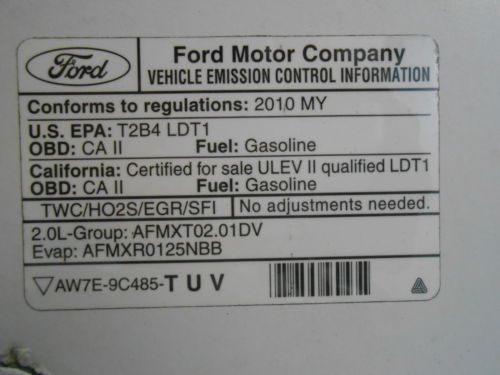 Ford
Ford Motor Company
VEHICLE EMISSION CONTROL INFORMATION
Conforms to regulations: 2010 MY
U.S. EPA: T2B4 LDT1
OBD: CA II Fuel: Gasoline
California: Certified for sale ULEV II qualified LDT1
OBD: CA II Fuel: Gasoline
TWC/HO2S/EGR/SFI No adjustments needed.
2.0L-Group: AFMXT02.01DV
Evap: AFMXR0125NBB
AW7E-9C485-T U V